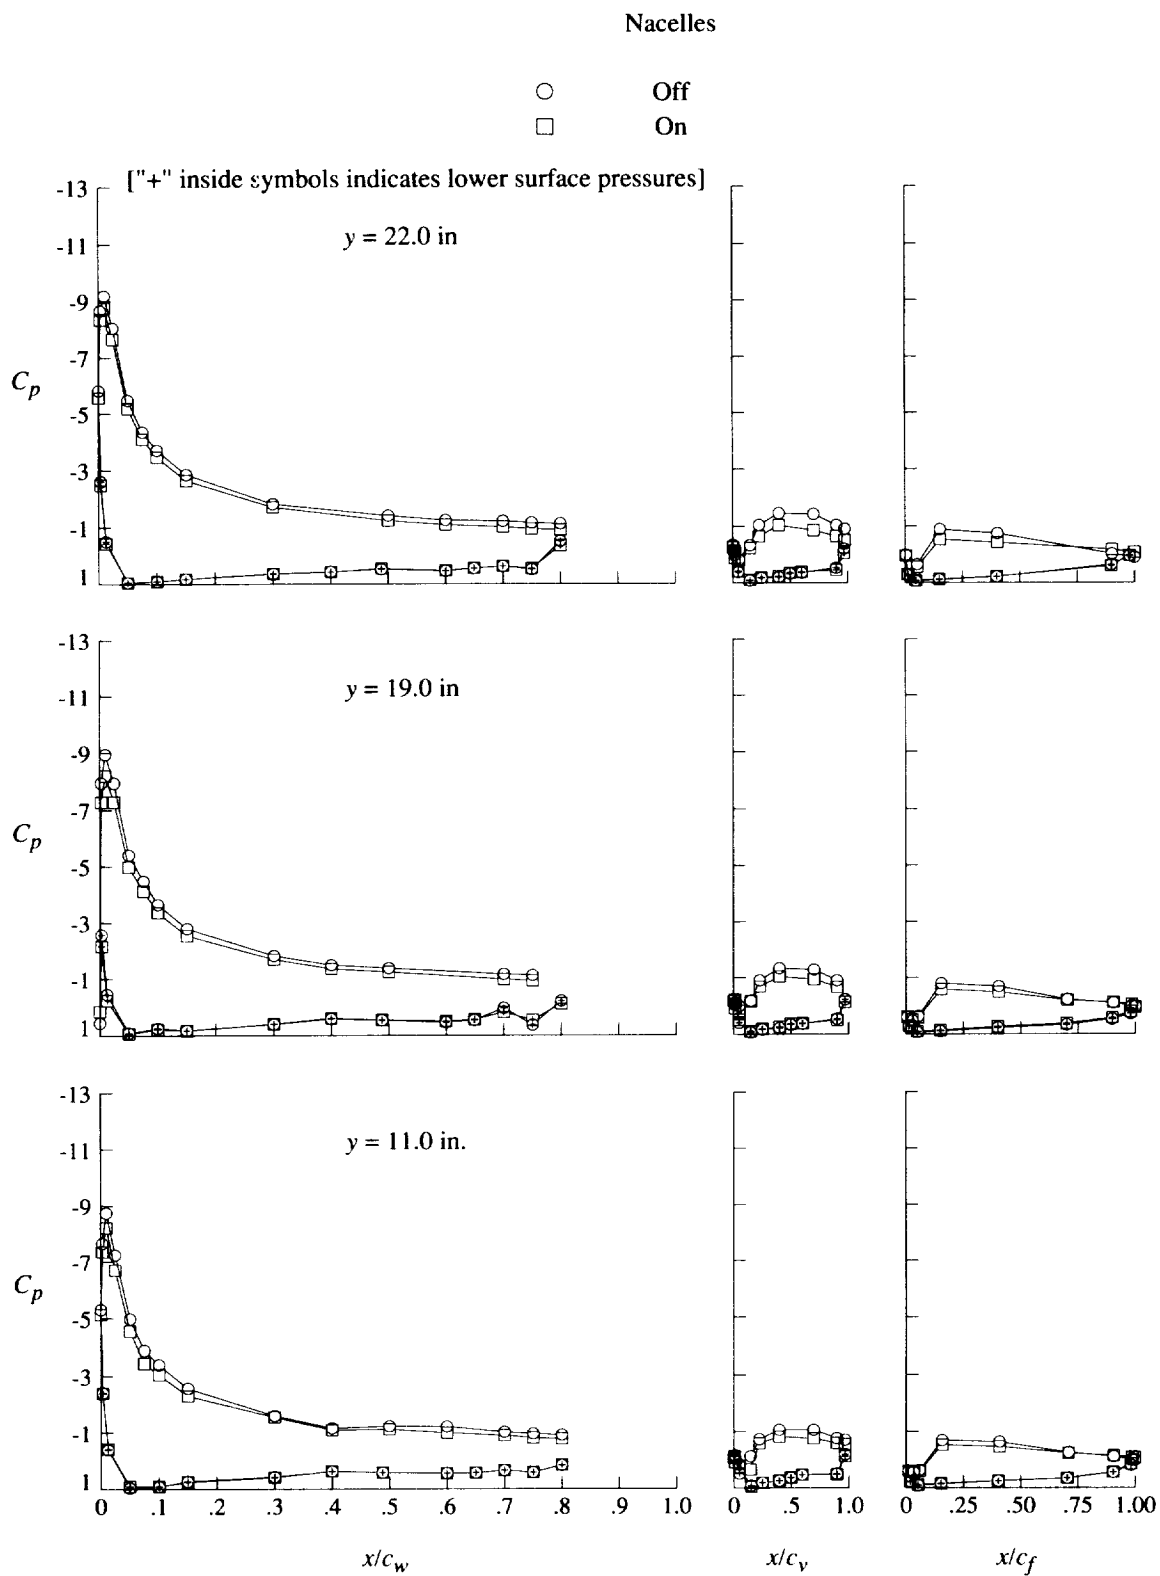 Nacelles
Off
On
["+" inside symbols indicates lower surface pressures]
-13
-11
-9
-7
-5
-3
-1
1
C_p
y = 22.0 in
-13
-11
-9
-7
-5
-3
-1
1
C_p
y = 19.0 in
-13
-11
-9
-7
-5
-3
-1
1
C_p
y = 11.0 in.
0 .1 .2 .3 .4 .5 .6 .7 .8 .9 1.0
0 .5 1.0
0 .25 .50 .75 1.00
x/c_w
x/c_v
x/c_f